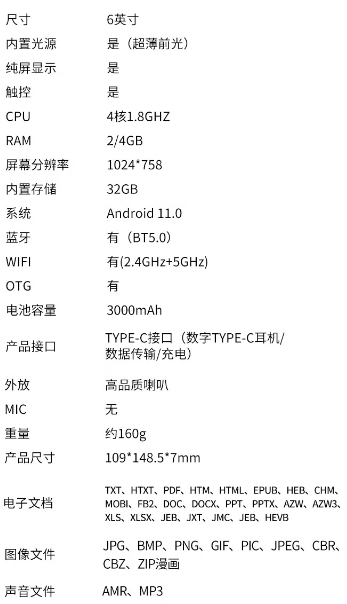 尺寸 6英寸
内置光源 是（超薄前光）
纯屏显示 是
触控 是
CPU 4核1.8GHZ
RAM 2/4GB
屏幕分辨率 1024*758
内置存储 32GB
系统 Android 11.0
蓝牙 有（BT5.0）
WIFI 有(2.4GHz+5GHz)
OTG 有
电池容量 3000mAh
产品接口 TYPE-C接口（数字TYPE-C耳机/
数据传输/充电）
外放 高品质喇叭
MIC 无
重量 约160g
产品尺寸 109*148.5*7mm
电子文档 TXT、HTXT、PDF、HTM、HTML、EPUB、HEB、CHM、
MOBI、FB2、DOC、DOCX、PPT、PPTX、AZW、AZW3、
XLS、XLSX、JEB、JXT、JMC、JEB、HEVB
图像文件 JPG、BMP、PNG、GIF、PIC、JPEG、CBR、
CBZ、ZIP漫画
声音文件 AMR、MP3